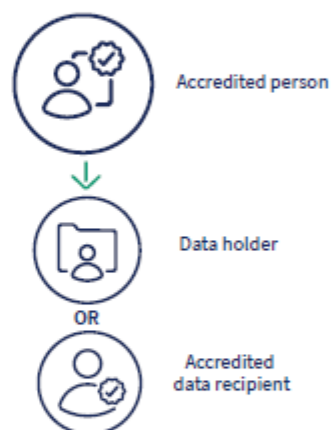 Accredited person
Data holder
OR
Accredited
data recipient